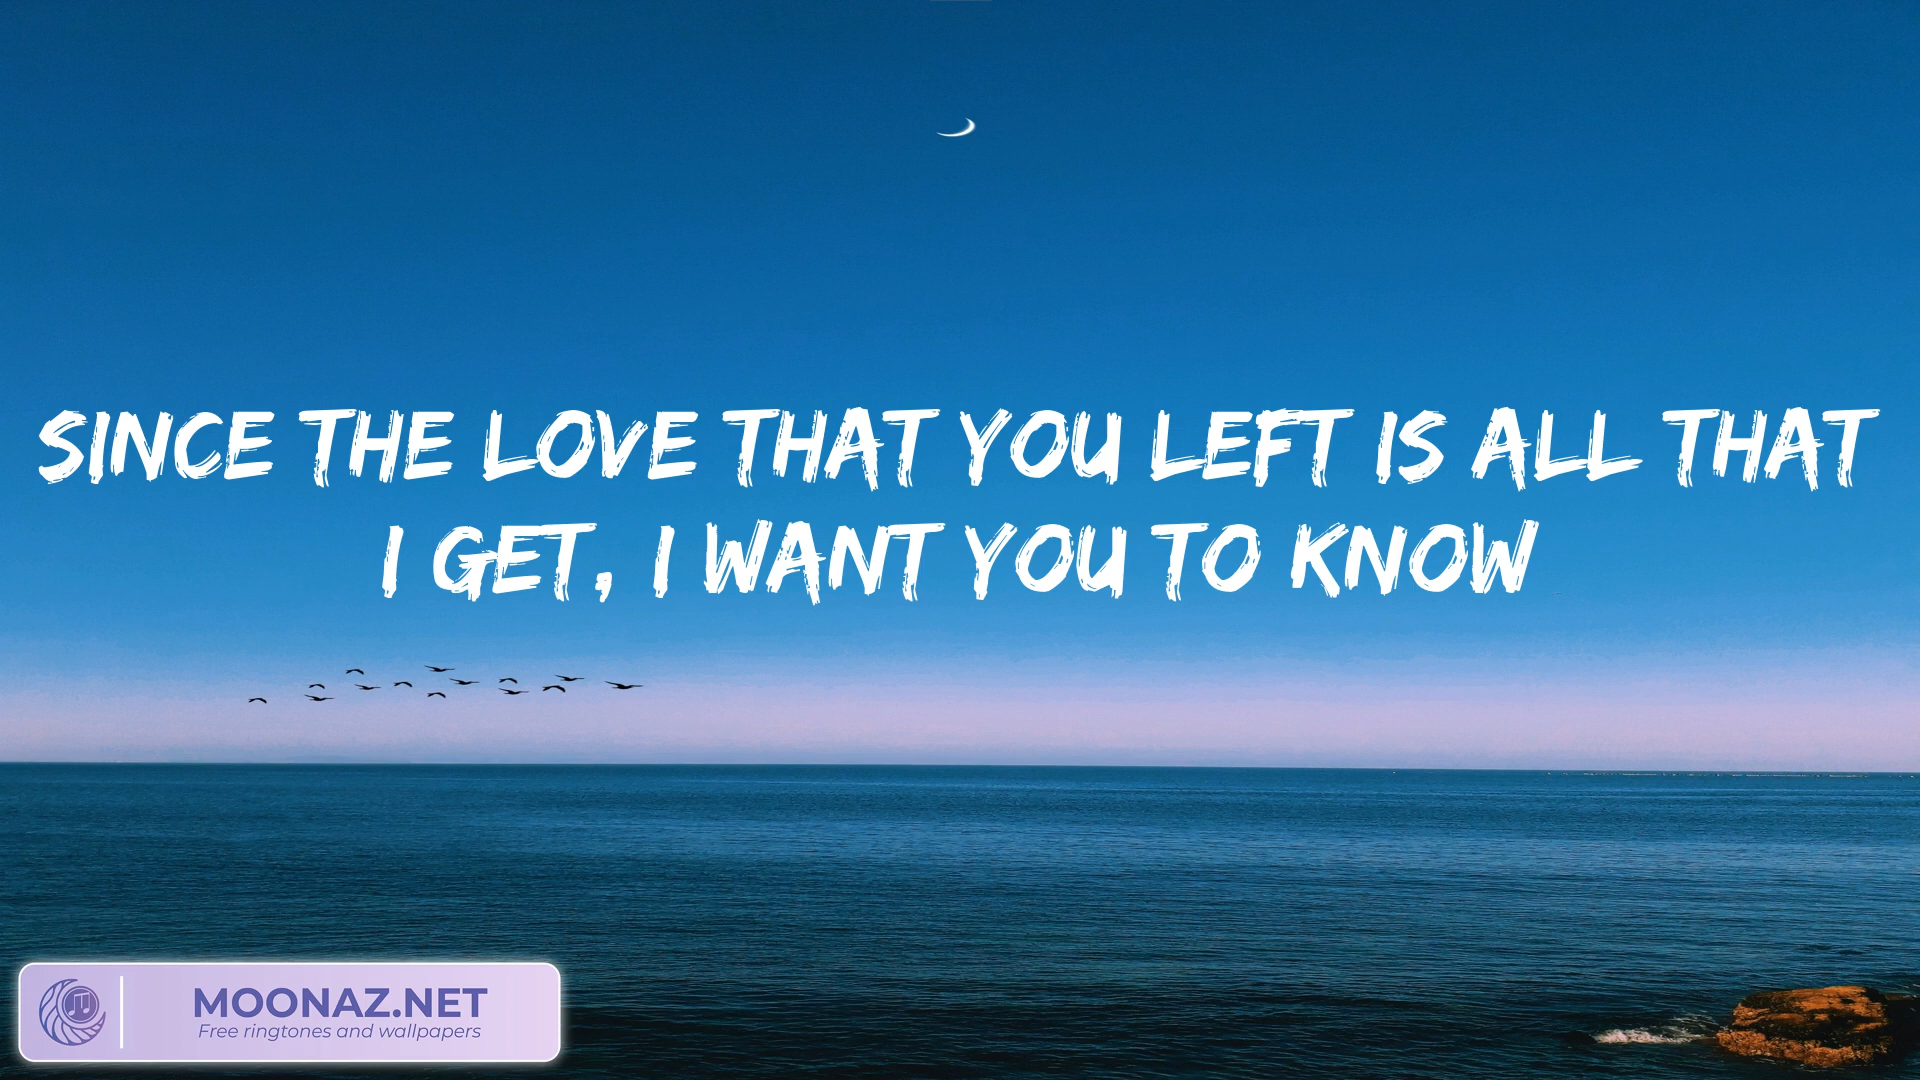 SINCE THE LOVE THAT YOU LEFT IS ALL THAT
I GET, I WANT YOU TO KNOW
MOONAZ.NET
Free ringtones and wallpapers